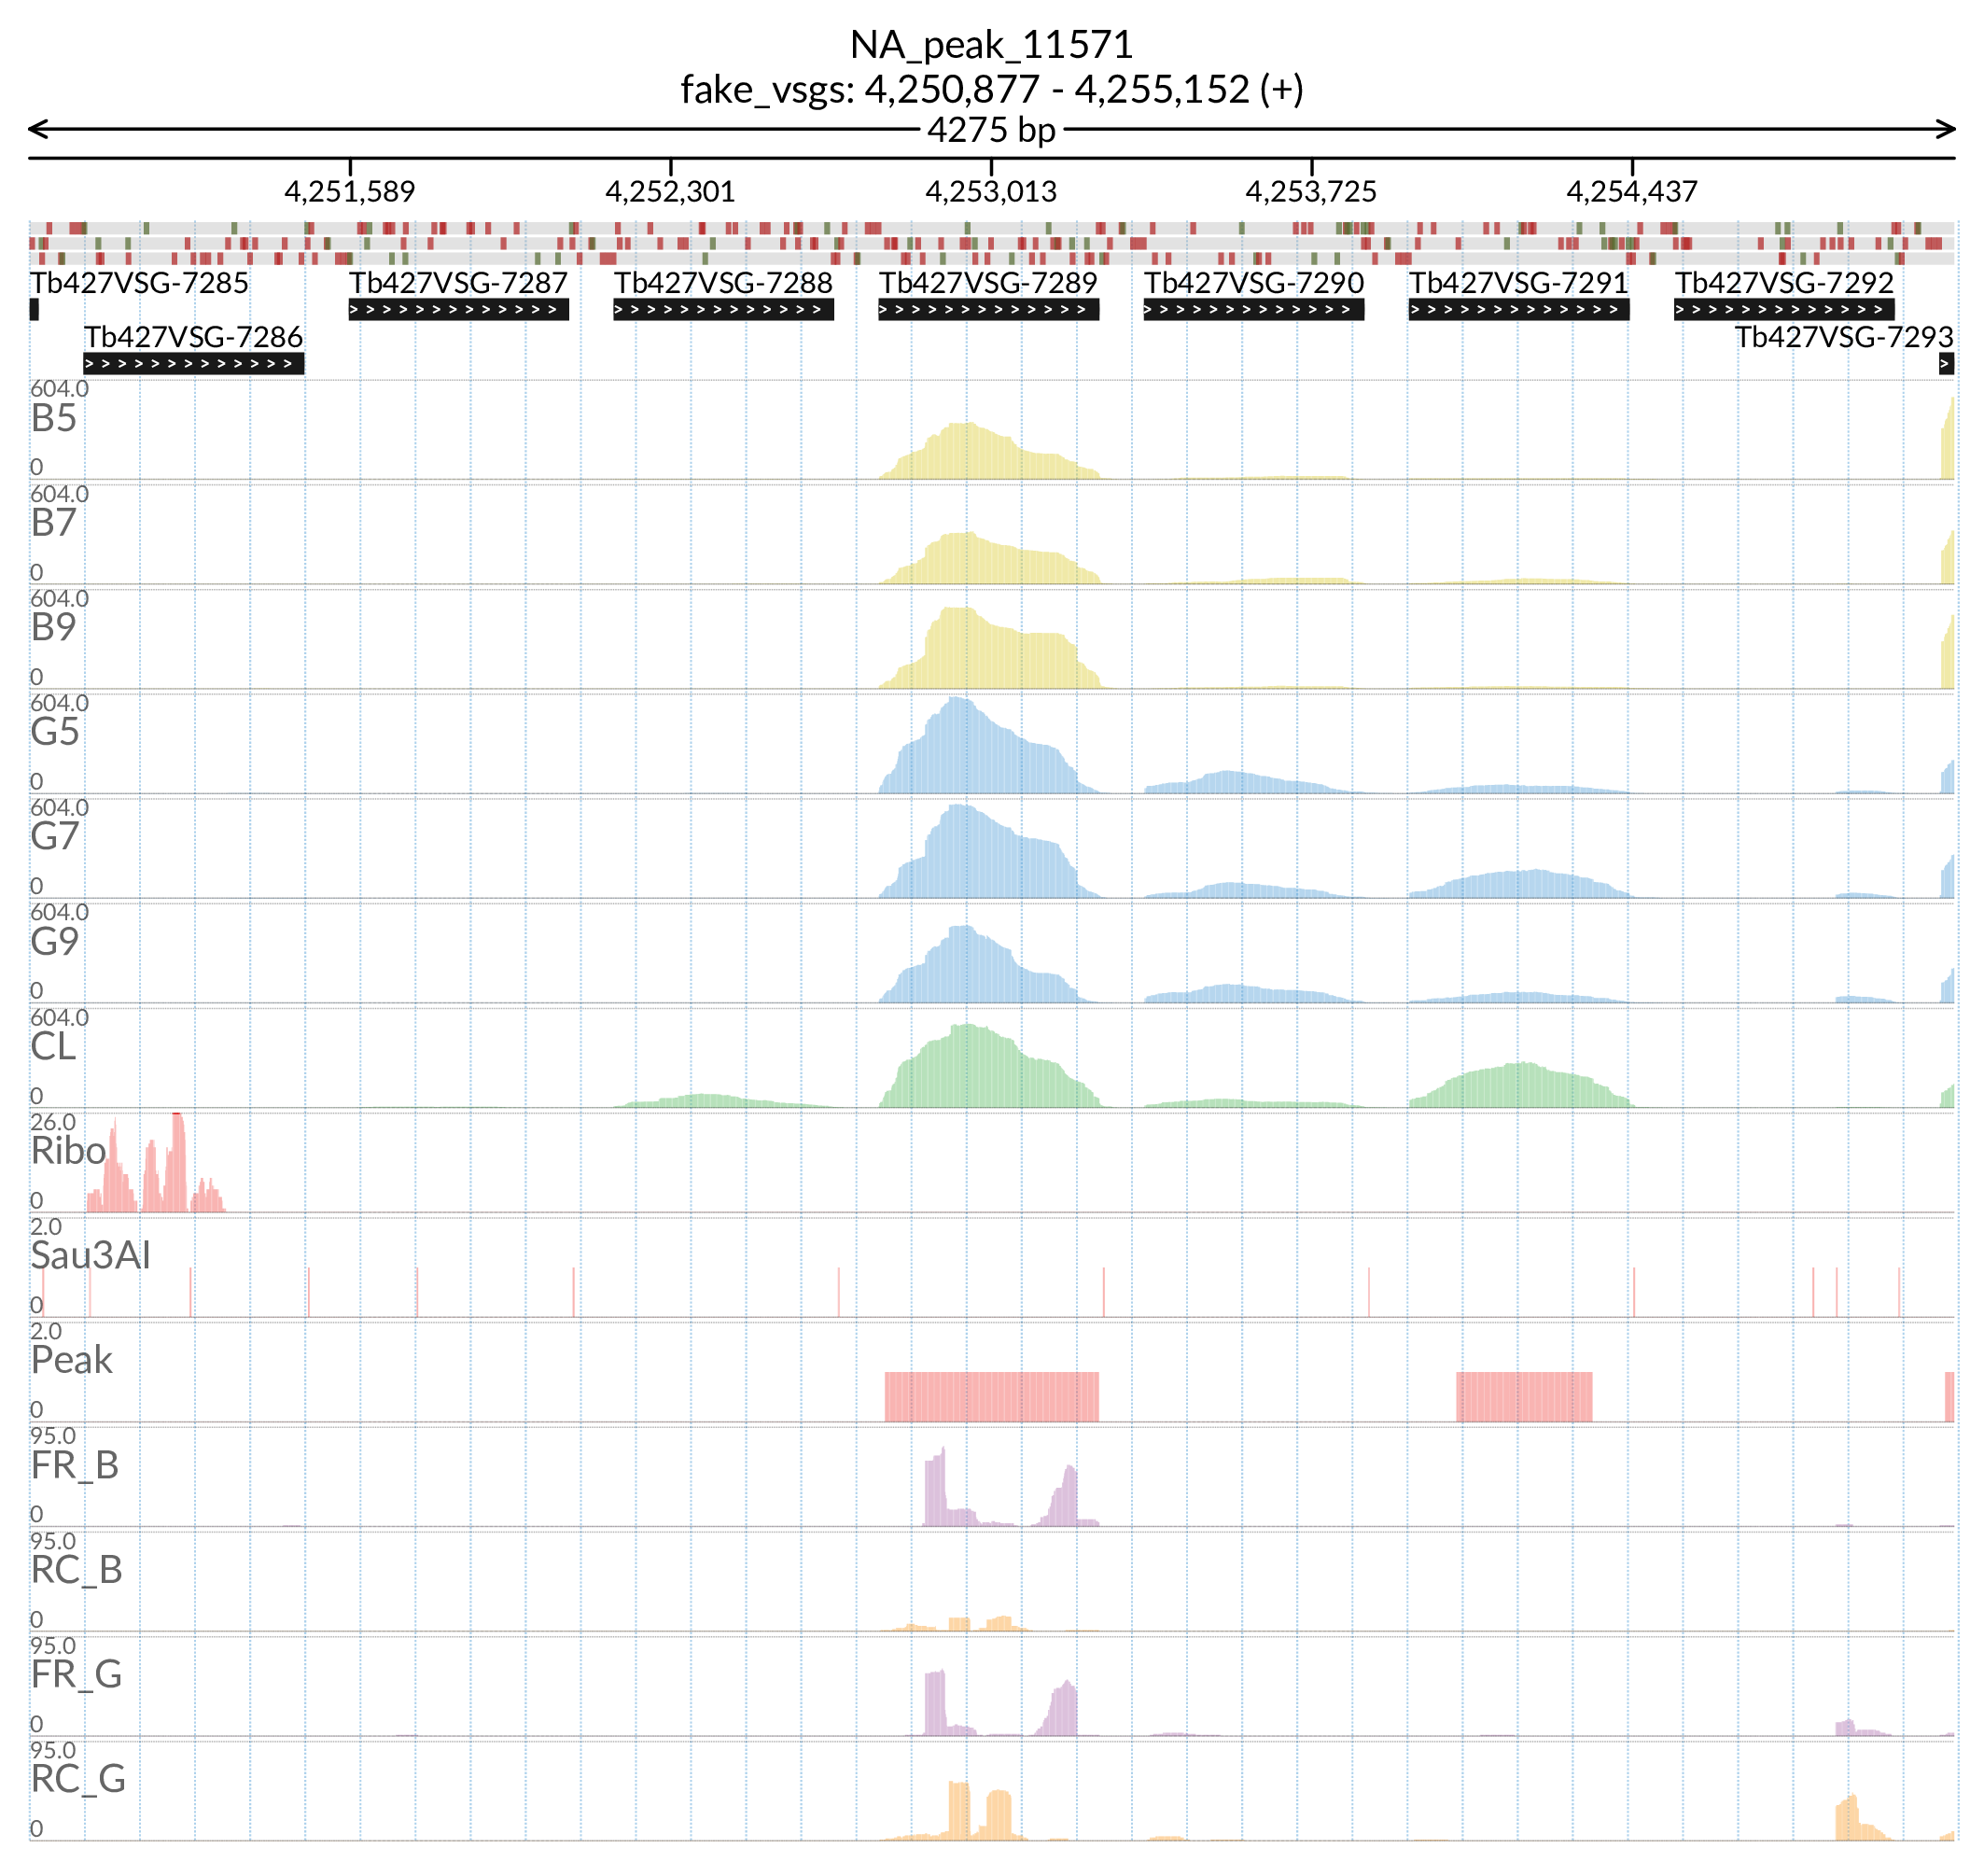 NA_peak_11571
fake_vsgs: 4,250,877 - 4,255,152 (+)
4275 bp
4,251,589 4,252,301 4,253,013 4,253,725 4,254,437
Tb427VSG-7285 Tb427VSG-7287 Tb427VSG-7288 Tb427VSG-7289 Tb427VSG-7290 Tb427VSG-7291 Tb427VSG-7292
Tb427VSG-7286 Tb427VSG-7293
604.0
B5
0
604.0
B7
0
604.0
B9
0
604.0
G5
0
604.0
G7
0
604.0
G9
0
604.0
CL
0
26.0
Ribo
0
2.0
Sau3AI
0
2.0
Peak
0
95.0
FR_B
0
95.0
RC_B
0
95.0
FR_G
0
95.0
RC_G
0